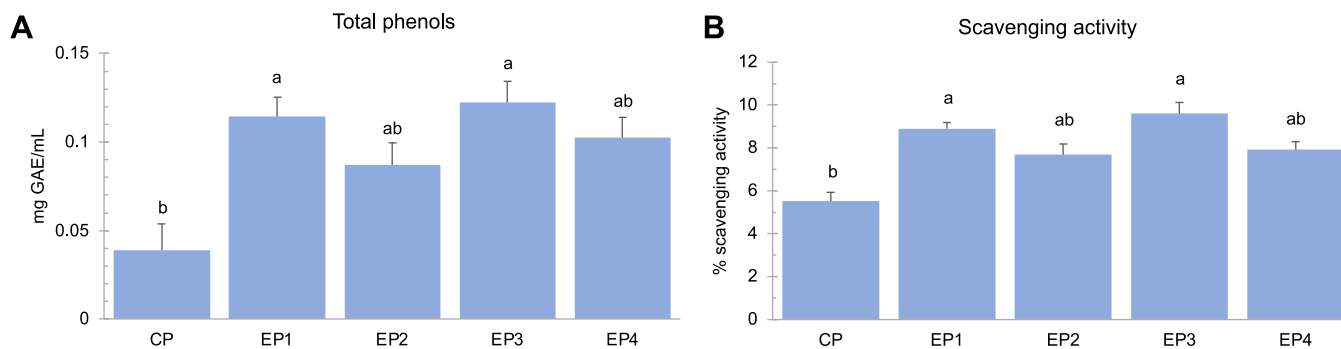 A
Total phenols
mg GAE/mL
0.15
0.1
0.05
0
b
a
ab
a
ab
CP
EP1
EP2
EP3
EP4
B
Scavenging activity
% scavenging activity
12
10
8
6
4
2
0
b
a
ab
a
ab
CP
EP1
EP2
EP3
EP4